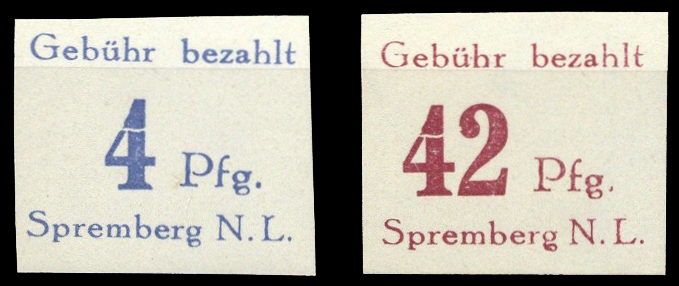 Gebühr bezahlt
4 Pfg.
Spremberg N.L.
Gebühr bezahlt
42 Pfg.
Spremberg N.L.